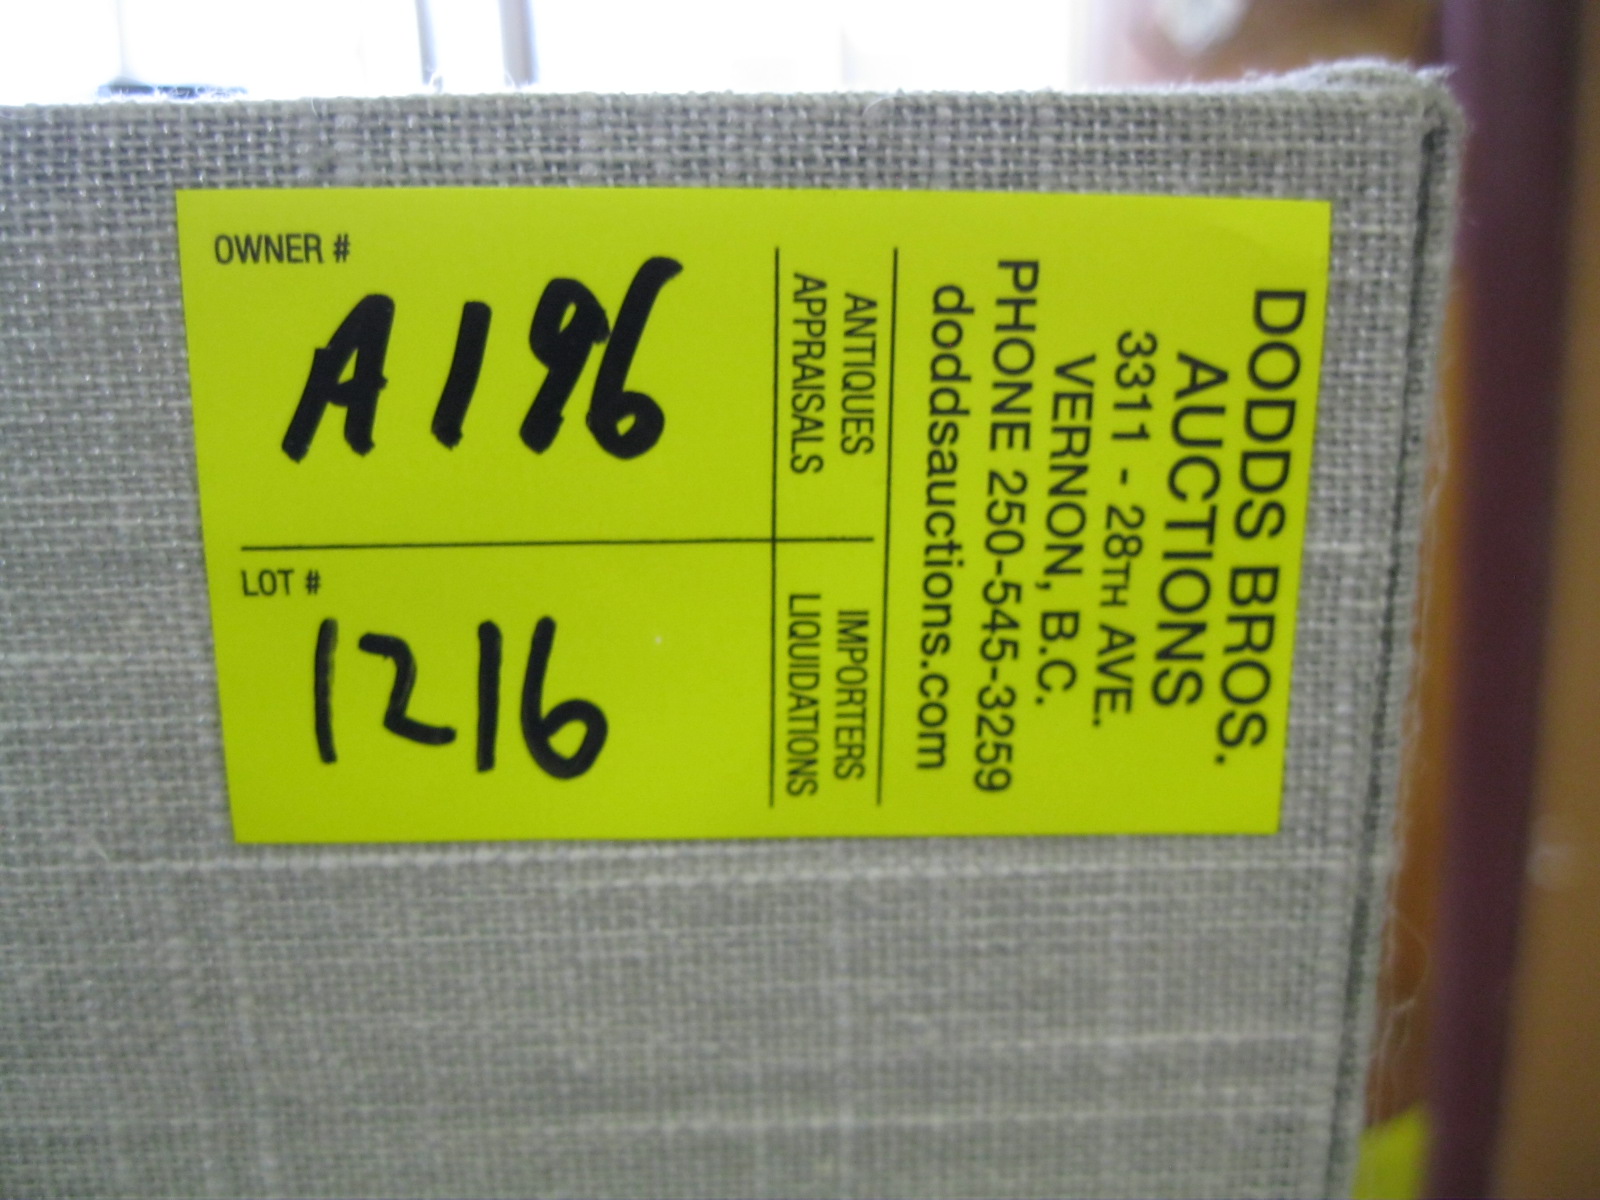 OWNER #
A196
LOT #
1216
ANTIQUES
APPRAISALS
IMPORTERS
LIQUIDATIONS
DODDS BROS.
AUCTIONS
3311 - 28TH AVE.
VERNON, B.C.
PHONE 250-545-3259
doddsauctions.com